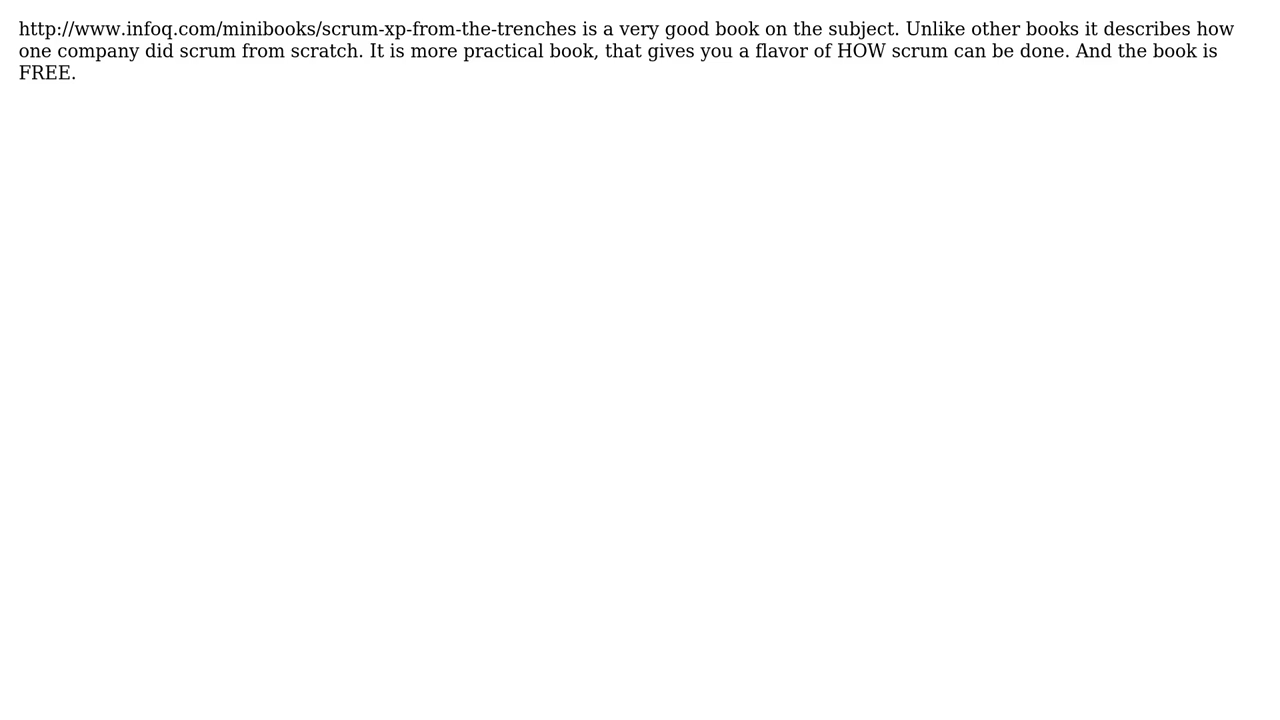 http://www.infoq.com/minibooks/scrum-xp-from-the-trenches is a very good book on the subject. Unlike other books it describes how
one company did scrum from scratch. It is more practical book, that gives you a flavor of HOW scrum can be done. And the book is
FREE.